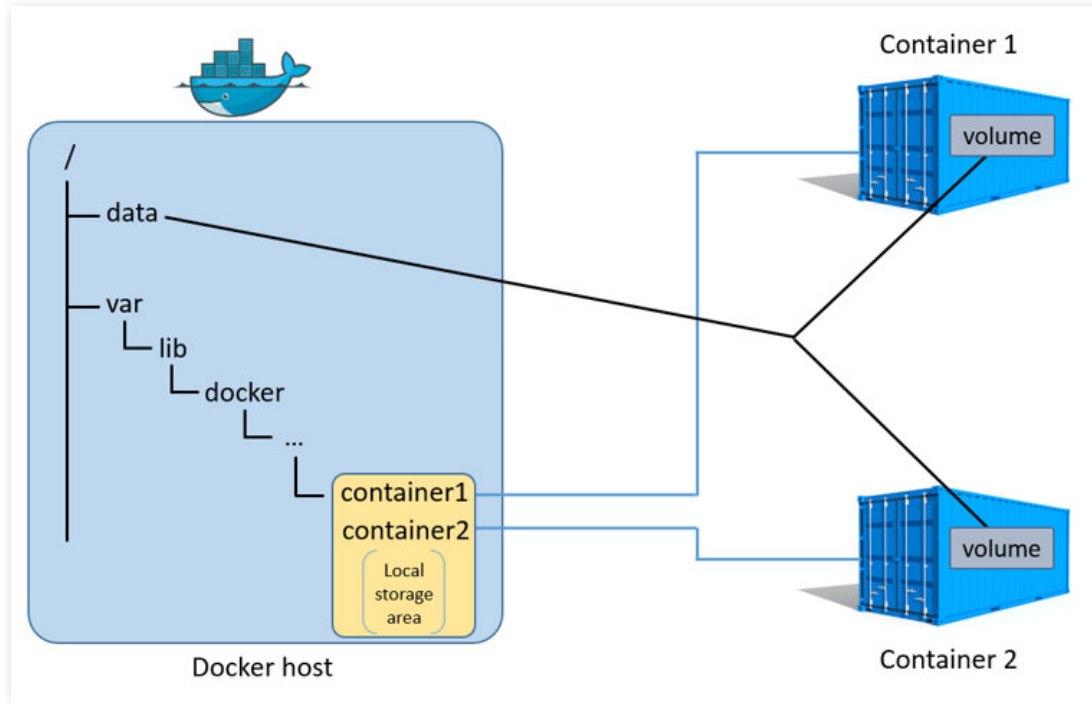 Container 1
volume
/
data
var
lib
docker
...
container1
container2
Local
storage
area
volume
Docker host
Container 2